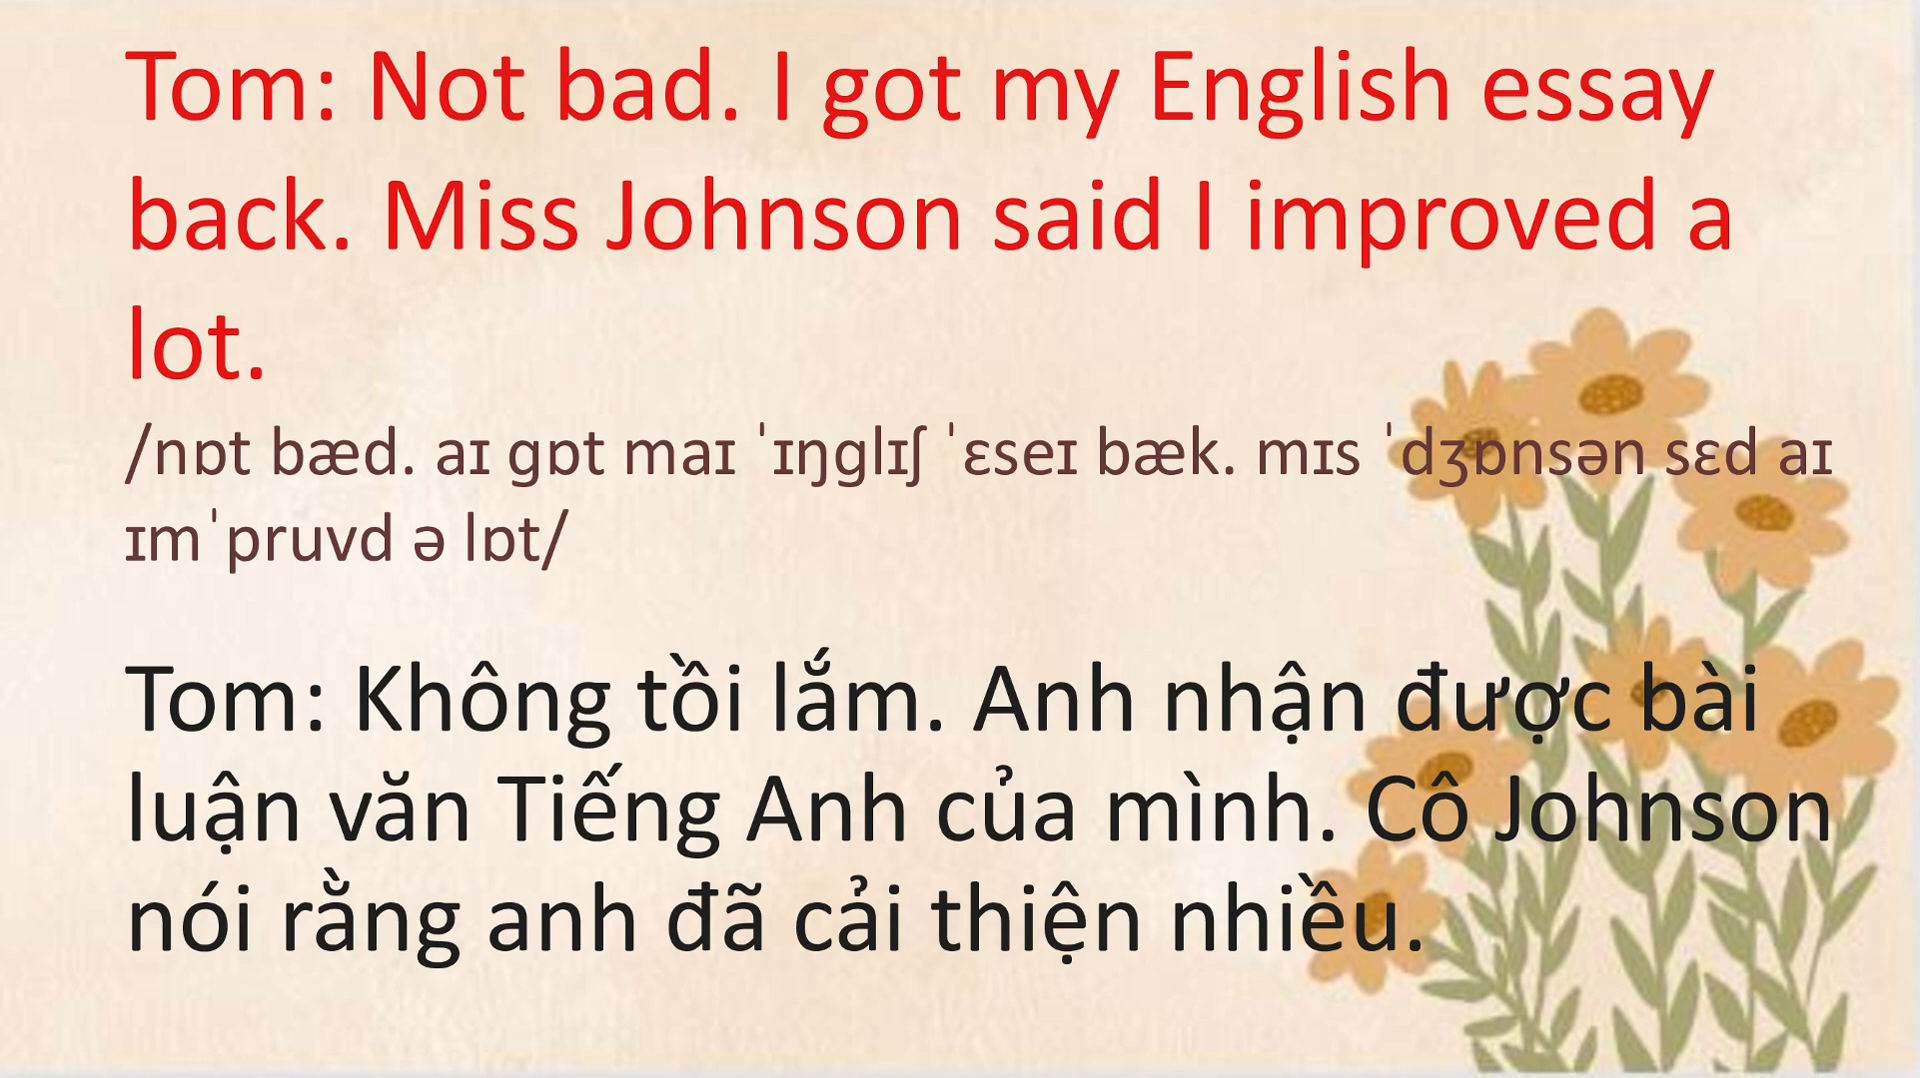 Tom: Not bad. I got my English essay
back. Miss Johnson said I improved a
lot.
/nɒt bæd. aɪ gɒt maɪ ˈɪŋglɪʃ ˈɛseɪ bæk. mɪs ˈdʒɒnsən sɛd aɪ
ɪmˈpruvd ə lɒt/
Tom: Không tồi lắm. Anh nhận được bài
luận văn Tiếng Anh của mình. Cô Johnson
nói rằng anh đã cải thiện nhiều.